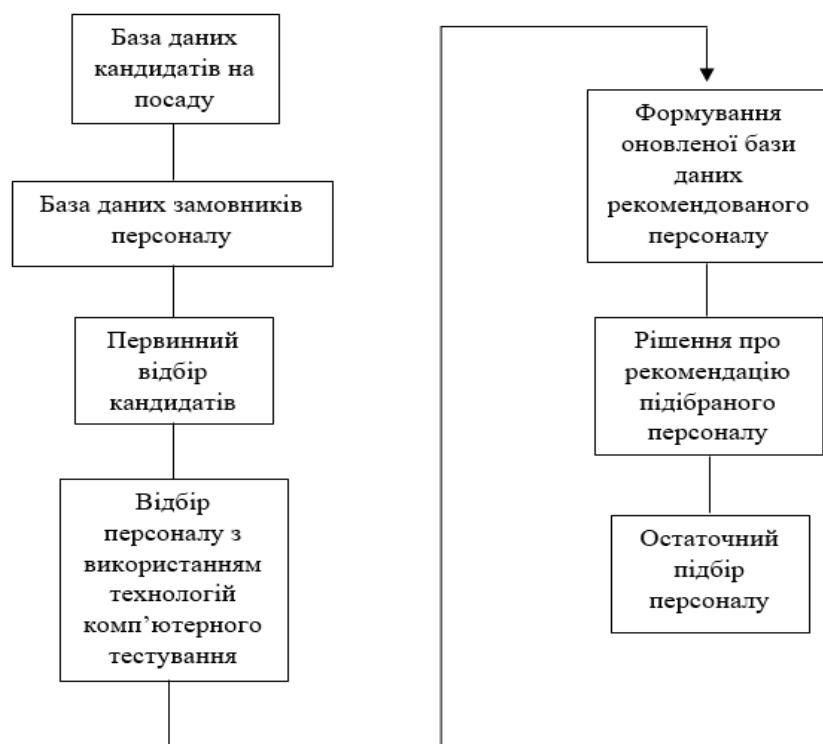 База даних
кандидатів на
посаду
База даних замовників
персоналу
Первинний
відбір
кандидатів
Відбір
персоналу з
використанням
технологій
комп’ютерного
тестування
Формування
оновленої бази
даних
рекомендованого
персоналу
Рішення про
рекомендацію
підібраного
персоналу
Остаточний
підбір
персоналу